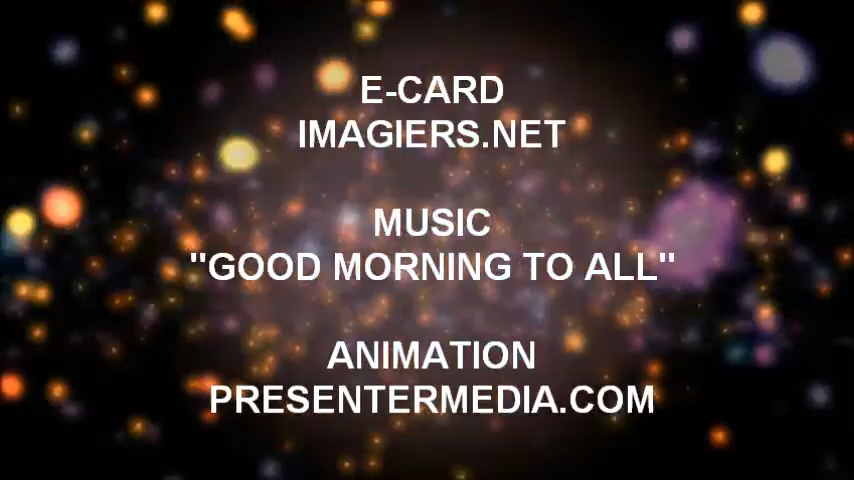 E-CARD
IMAGIERS.NET
MUSIC
"GOOD MORNING TO ALL"
ANIMATION
PRESENTERMEDIA.COM